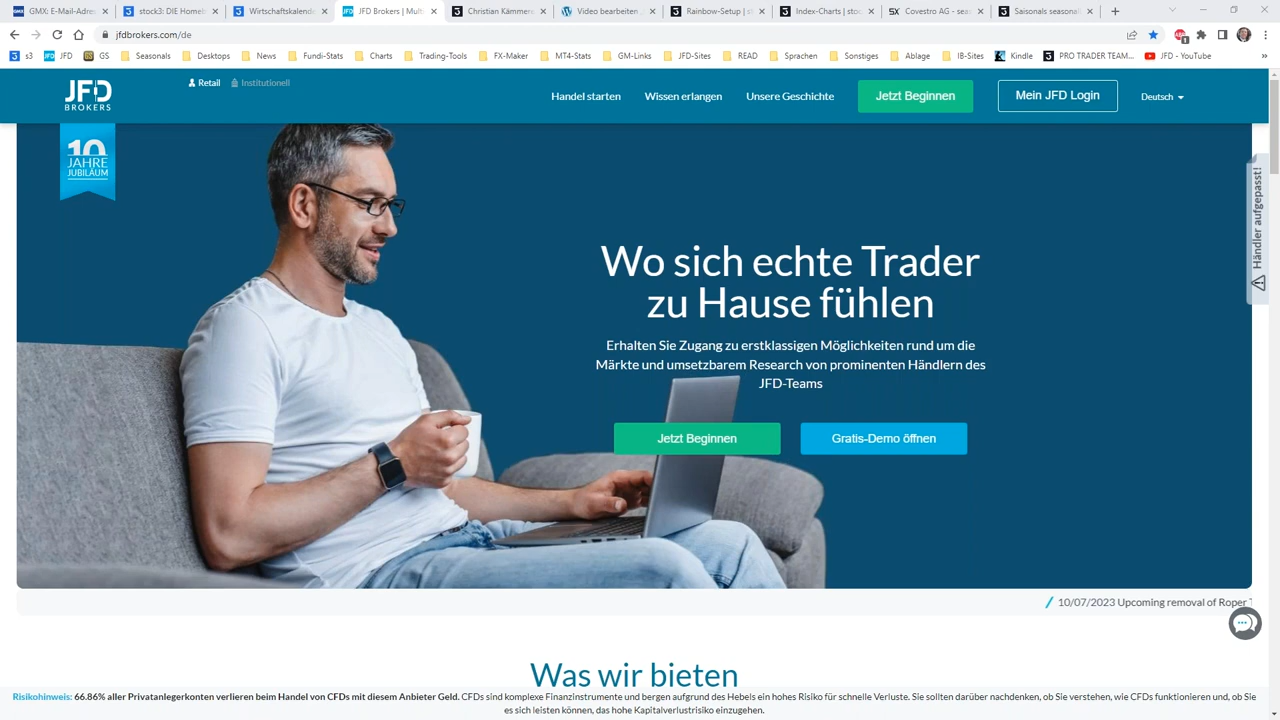 GMX: E-Mail-Adres
stock3: DIE Homein
Wirtschaftskalende
JFD Brokers | Multi
Christian Kämmere
Video bearbeiten
Rainbow-Setup | st
Index-Charts | stoc
Covestro AG - seas
Saisonals seasonal
jfdbrokers.com/de
s3
JFD
GS
Seasonals
Desktops
News
Fundi-Stats
Charts
Trading-Tools
FX-Maker
MT4-Stats
GM-Links
JFD-Sites
READ
Sprachen
Sonstiges
Ablage
IB-Sites
Kindle
PRO TRADER TEAM...
JFD - YouTube
JFD
BROKERS
Retail
Institutionell
Handel starten
Wissen erlangen
Unsere Geschichte
Jetzt Beginnen
Mein JFD Login
Deutsch
10
JAHRE
JUBILÄUM
Händler aufgepasst!
Wo sich echte Trader
zu Hause fühlen
Erhalten Sie Zugang zu erstklassigen Möglichkeiten rund um die
Märkte und umsetzbarem Research von prominenten Händlern des
JFD-Teams
Jetzt Beginnen
Gratis-Demo öffnen
10/07/2023 Upcoming removal of Roper T
Was wir bieten
Risikohinweis: 66.86% aller Privatanlegerkonten verlieren beim Handel von CFDs mit diesem Anbieter Geld. CFDs sind komplexe Finanzinstrumente und bergen aufgrund des Hebels ein hohes Risiko für schnelle Verluste. Sie sollten darüber nachdenken, ob Sie verstehen, wie CFDs funktionieren und, ob Sie
es sich leisten können, das hohe Kapitalverlustrisiko einzugehen.